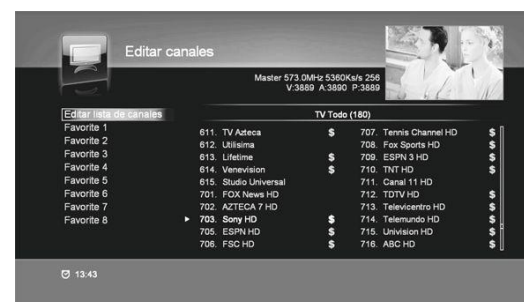 Editar canales
Master 573.0MHz 5360Ks/s 256
V:3889 A:3890 P:3889
Editar lista de canales
Favorite 1
Favorite 2
Favorite 3
Favorite 4
Favorite 5
Favorite 6
Favorite 7
Favorite 8
TV Todo (180)
611. TV Azteca $
612. Utilisima
613. Lifetime $
614. Venevision $
615. Studio Universal
701. FOX News HD
702. AZTECA 7 HD
703. Sony HD $
705. ESPN HD $
706. FSC HD $
707. Tennis Channel HD $
708. Fox Sports HD $
709. ESPN 3 HD $
710. TNT HD $
711. Canal 11 HD
712. TDTV HD $
713. Televicentro HD $
714. Telemundo HD $
715. Univision HD $
716. ABC HD $
13:43